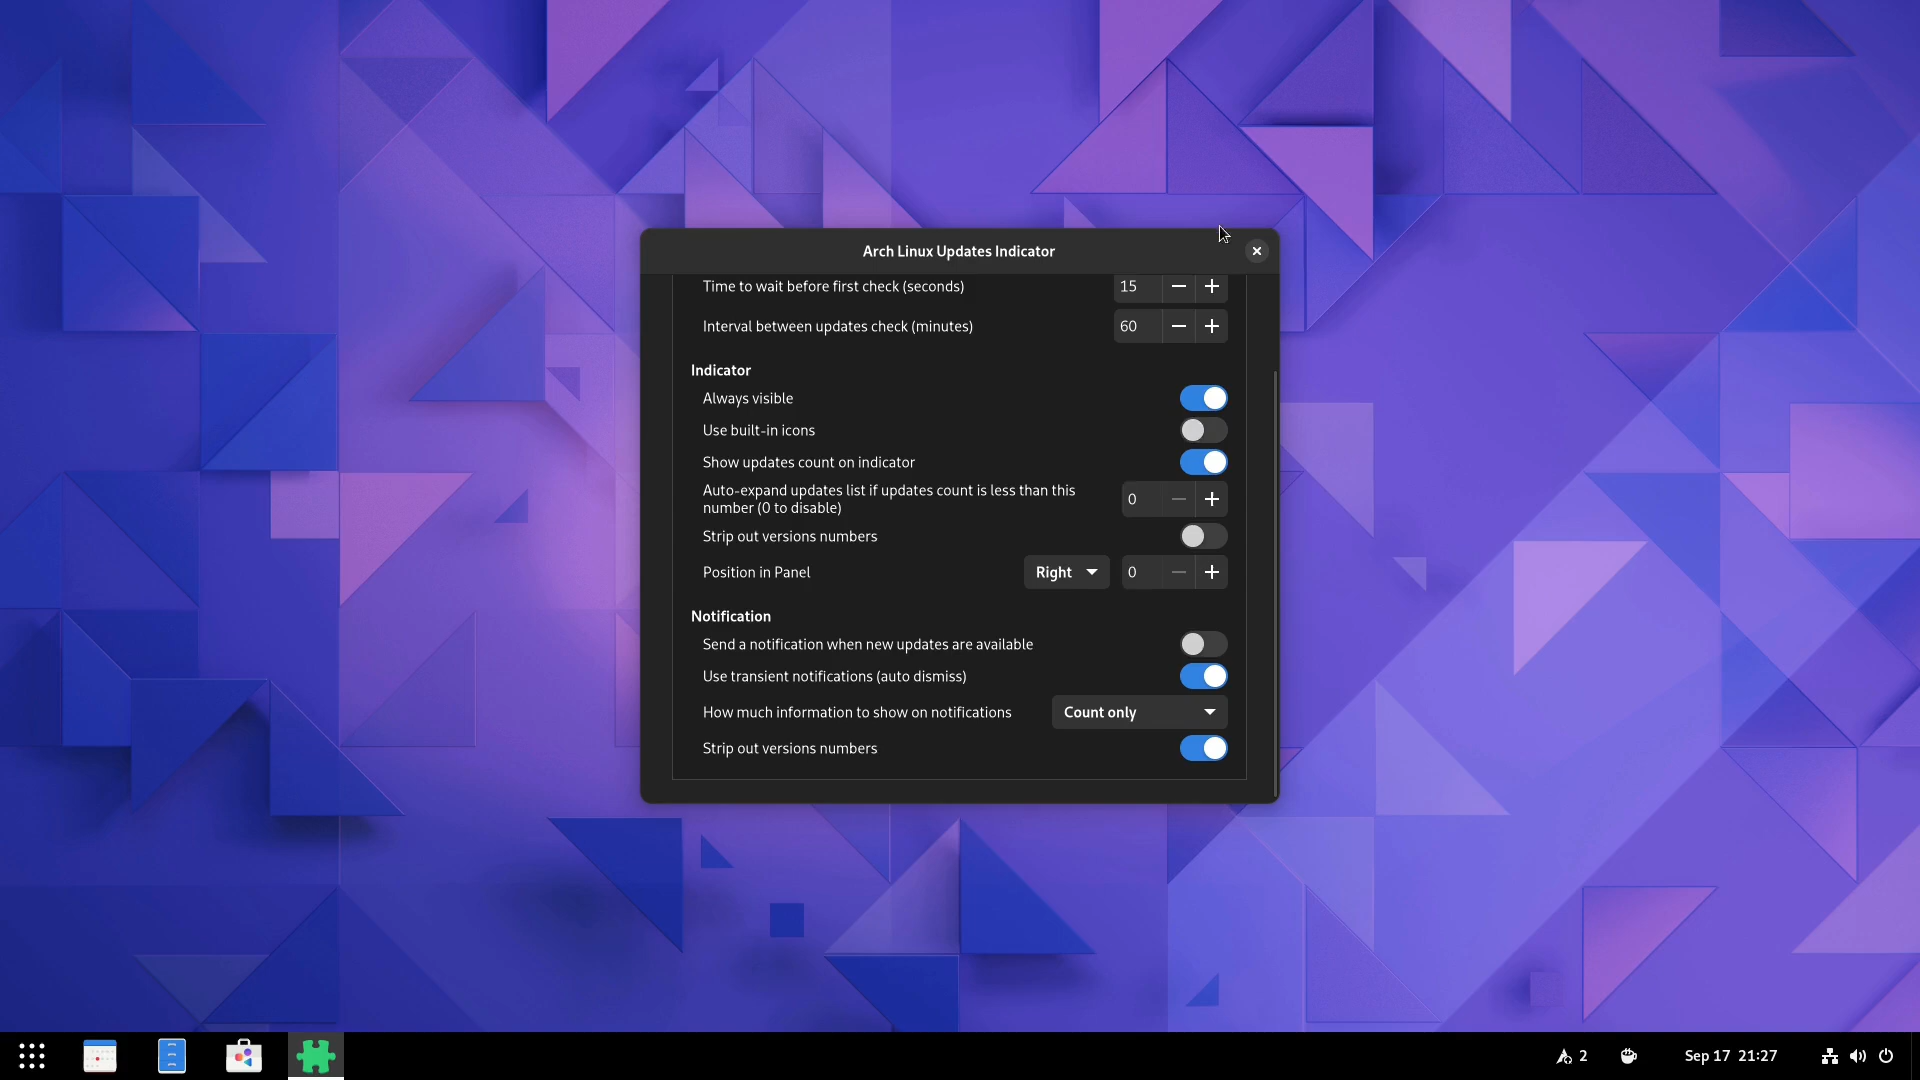 Arch Linux Updates Indicator
Time to wait before first check (seconds) 15
Interval between updates check (minutes) 60
Indicator
Always visible
Use built-in icons
Show updates count on indicator
Auto-expand updates list if updates count is less than this
number (0 to disable) 0
Strip out versions numbers
Position in Panel Right 0
Notification
Send a notification when new updates are available
Use transient notifications (auto dismiss)
How much information to show on notifications Count only
Strip out versions numbers
2 Sep 17 21:27